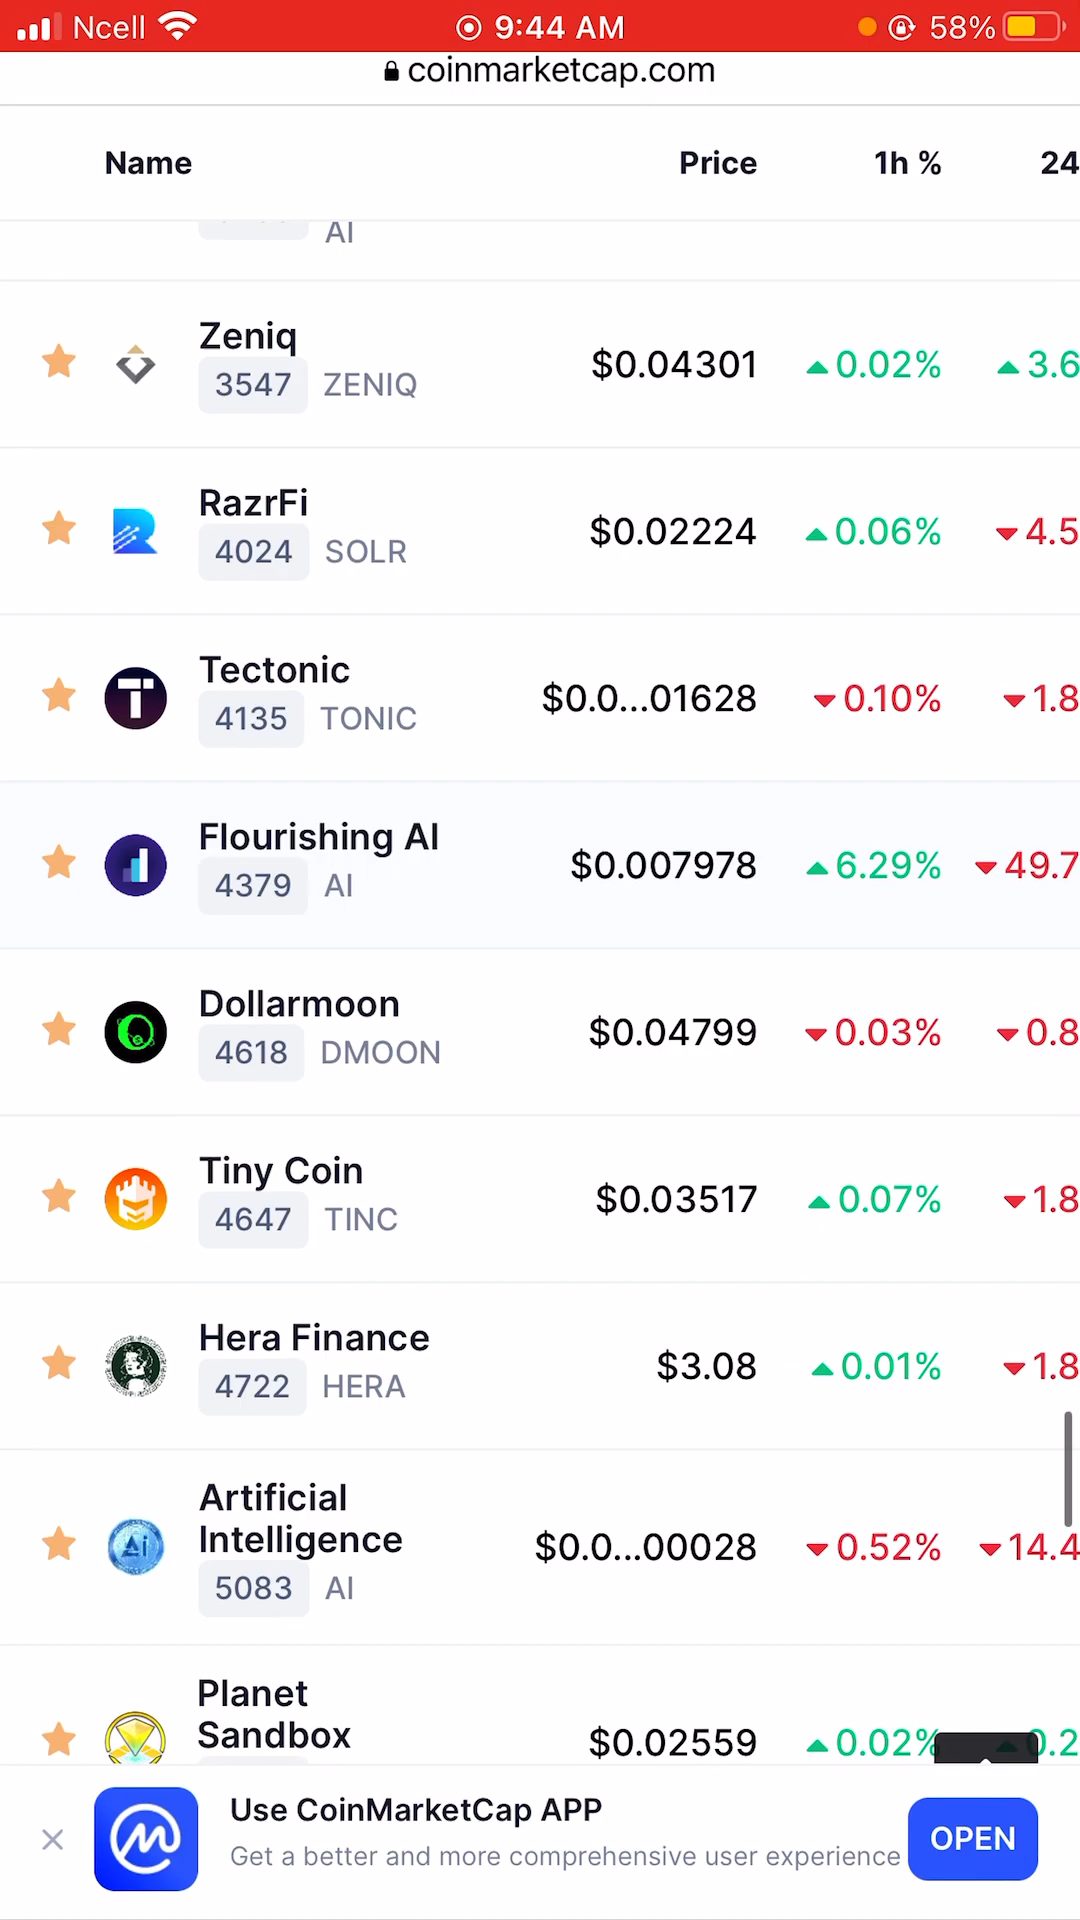 Ncell 9:44 AM 58%
coinmarketcap.com
Name Price 1h % 24
AI
Zeniq
3547 ZENIQ $0.04301 0.02% 3.6
RazrFi
4024 SOLR $0.02224 0.06% 4.5
Tectonic
4135 TONIC $0.0...01628 0.10% 1.8
Flourishing AI
4379 AI $0.007978 6.29% 49.7
Dollarmoon
4618 DMOON $0.04799 0.03% 0.8
Tiny Coin
4647 TINC $0.03517 0.07% 1.8
Hera Finance
4722 HERA $3.08 0.01% 1.8
Artificial
Intelligence
5083 AI $0.0...00028 0.52% 14.4
Planet
Sandbox $0.02559 0.02% 0.2
Use CoinMarketCap APP
Get a better and more comprehensive user experience
OPEN